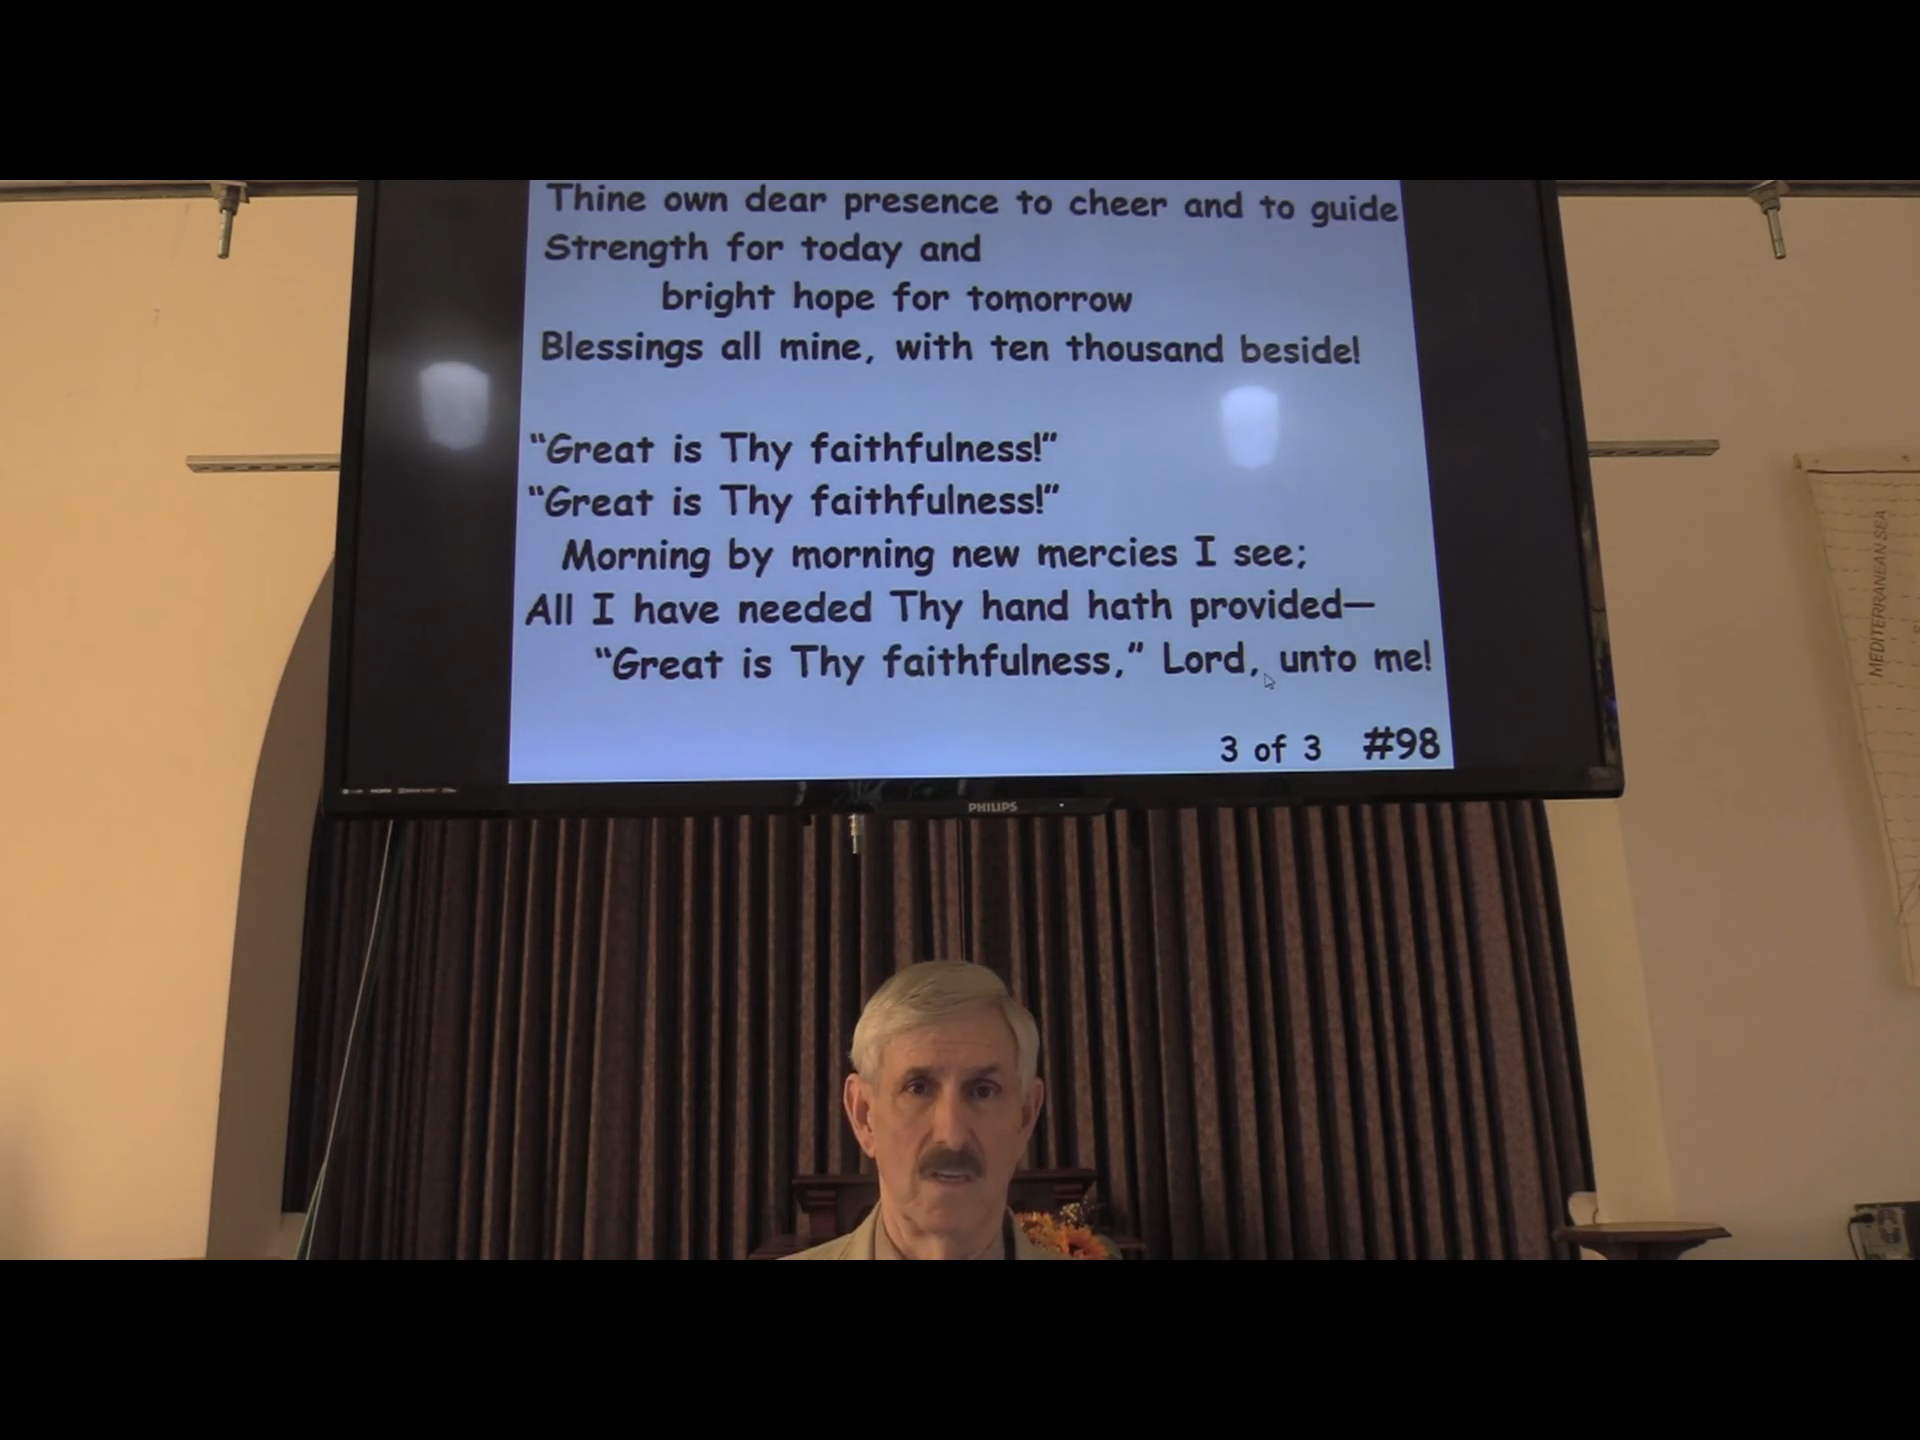 Thine own dear presence to cheer and to guide
Strength for today and
bright hope for tomorrow
Blessings all mine, with ten thousand beside!
“Great is Thy faithfulness!”
“Great is Thy faithfulness!”
Morning by morning new mercies I see;
All I have needed Thy hand hath provided—
“Great is Thy faithfulness,” Lord, unto me!
3 of 3 #98
PHILIPS
MEDITERRANEAN SEA